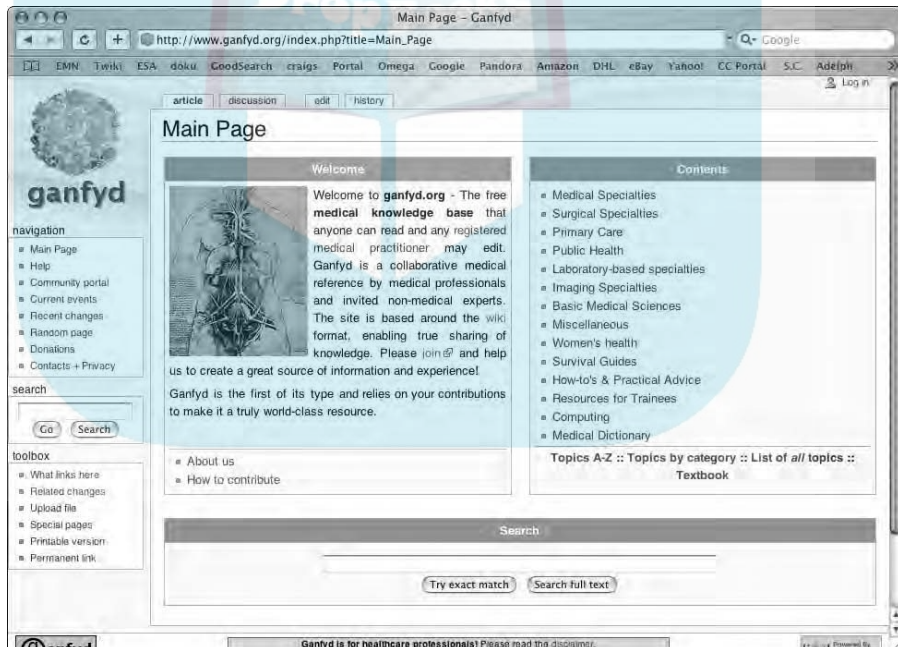 Main Page – Ganfyd
http://www.ganfyd.org/index.php?title=Main_Page
Google
EMN Twiki ESA doku GoodSearch craigs Portal Omega Google Pandora Amazon DHL eBay Yahoo! CC Portal S.C. Adelph
Log in
article discussion edit history
ganfyd
navigation
Main Page
Help
Community portal
Current events
Recent changes
Random page
Donations
Contacts + Privacy
search
Go Search
toolbox
What links here
Related changes
Upload file
Special pages
Printable version
Permanent link
Main Page
Welcome
Welcome to ganfyd.org - The free
medical knowledge base that
anyone can read and any registered
medical practitioner may edit.
Ganfyd is a collaborative medical
reference by medical professionals
and invited non-medical experts.
The site is based around the wiki
format, enabling true sharing of
knowledge. Please join and help
us to create a great source of information and experience!
Ganfyd is the first of its type and relies on your contributions
to make it a truly world-class resource.
About us
How to contribute
Contents
Medical Specialties
Surgical Specialties
Primary Care
Public Health
Laboratory-based specialties
Imaging Specialties
Basic Medical Sciences
Miscellaneous
Women's health
Survival Guides
How-to's & Practical Advice
Resources for Trainees
Computing
Medical Dictionary
Topics A-Z :: Topics by category :: List of all topics ::
Textbook
Search
Try exact match Search full text
Ganfyd is for healthcare professionals! Please read the disclaimer.
Powered By